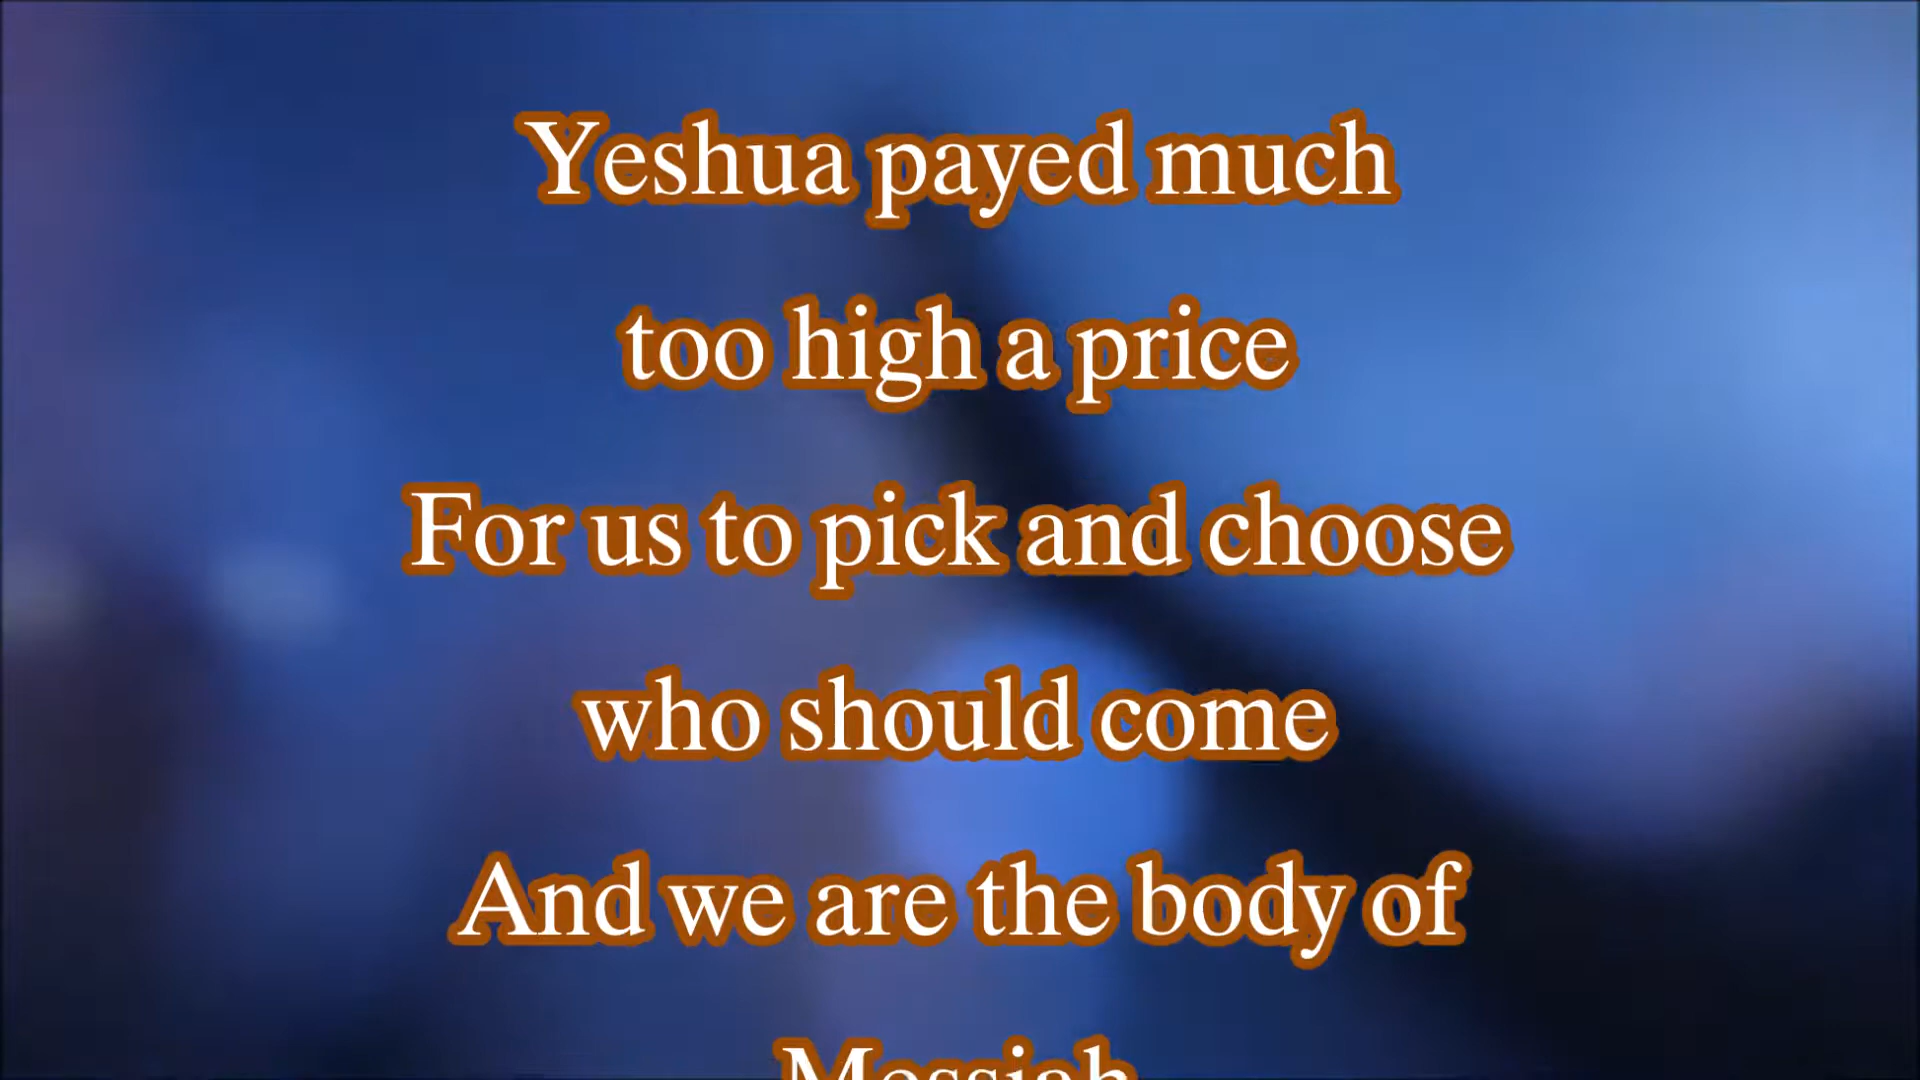 Yeshua payed much
too high a price
For us to pick and choose
who should come
And we are the body of
Messiah